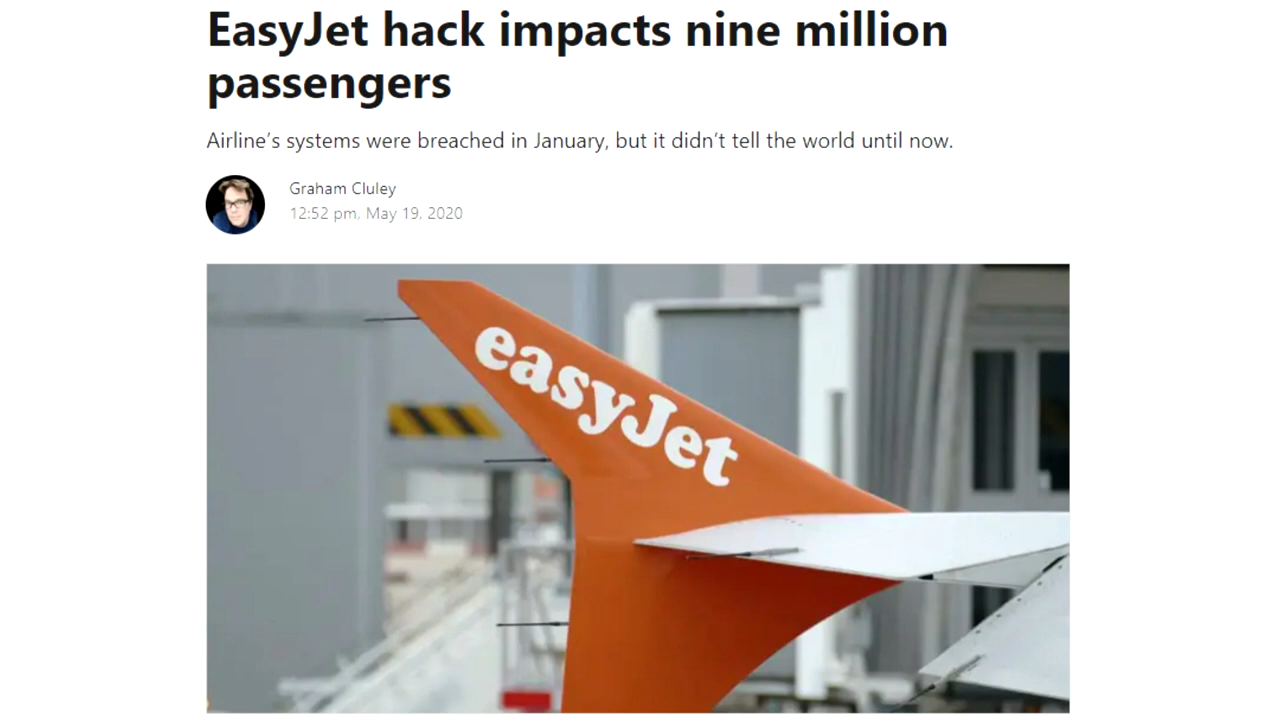 EasyJet hack impacts nine million
passengers
Airline’s systems were breached in January, but it didn’t tell the world until now.
Graham Cluley
12:52 pm, May 19, 2020
easyJet